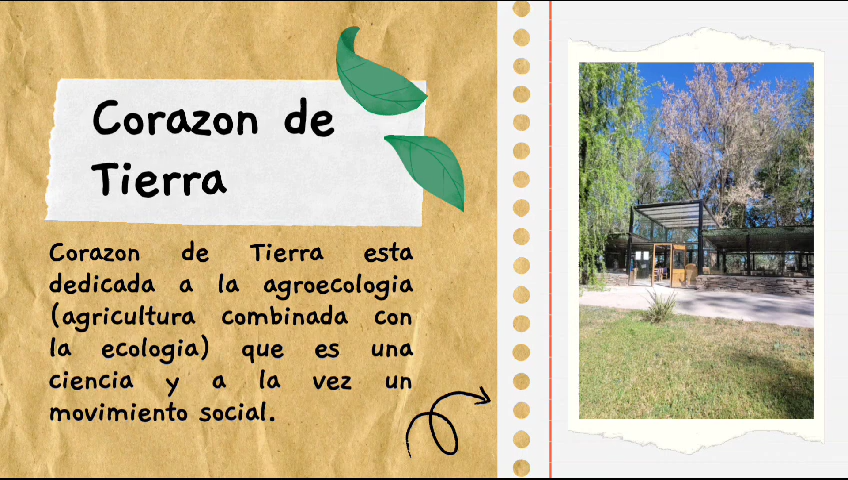 Corazon de
Tierra
Corazon de Tierra esta
dedicada a la agroecologia
(agricultura combinada con
la ecologia) que es una
ciencia y a la vez un
movimiento social.